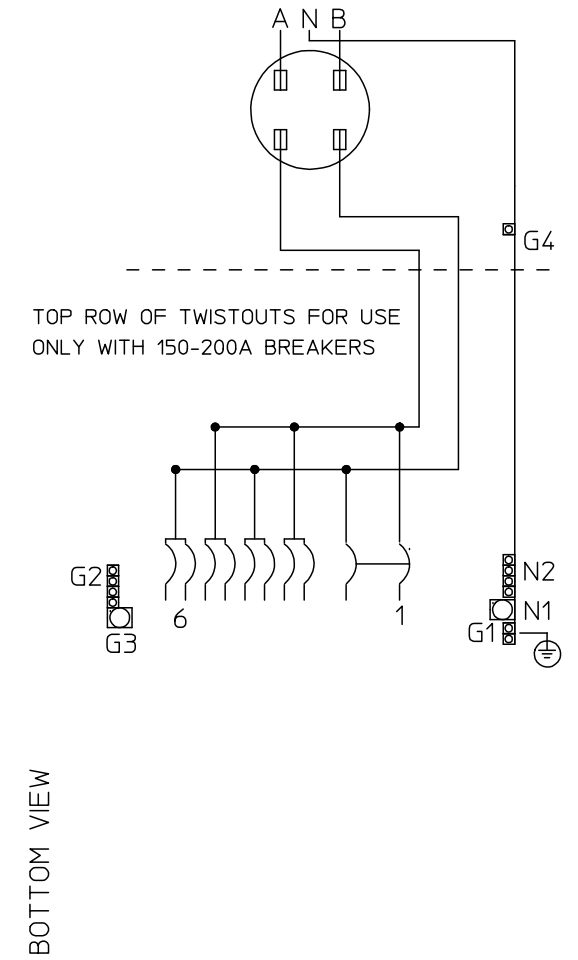 A N B
G4
TOP ROW OF TWISTOUTS FOR USE
ONLY WITH 150-200A BREAKERS
G2
N2
6
1
N1
G1
G3
BOTTOM VIEW